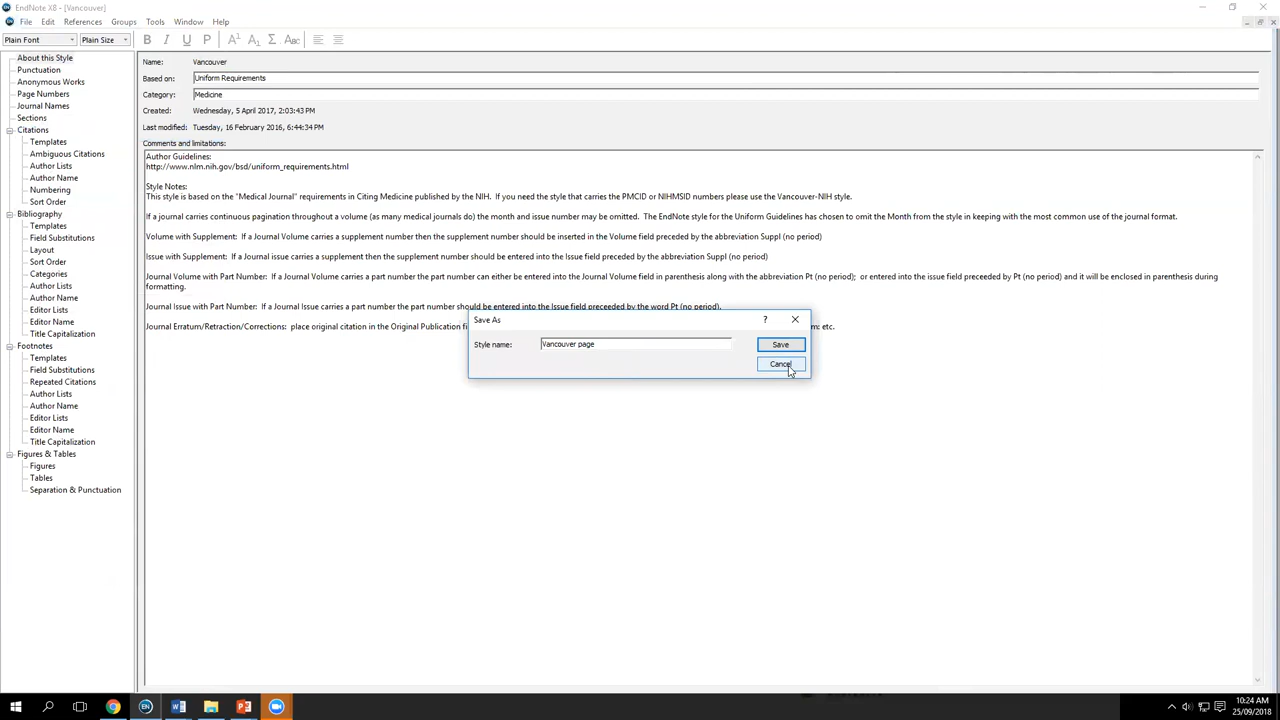 EndNote X8 - [Vancouver]
File Edit References Groups Tools Window Help
Plain Font Plain Size B I U P A¹ A₁ Σ Abc
About this Style
Punctuation
Anonymous Works
Page Numbers
Journal Names
Sections
Citations
Templates
Ambiguous Citations
Author Lists
Author Name
Numbering
Sort Order
Bibliography
Templates
Field Substitutions
Layout
Sort Order
Categories
Author Lists
Author Name
Editor Lists
Editor Name
Title Capitalization
Footnotes
Templates
Field Substitutions
Repeated Citations
Author Lists
Author Name
Editor Lists
Editor Name
Title Capitalization
Figures & Tables
Figures
Tables
Separation & Punctuation
Name: Vancouver
Based on: Uniform Requirements
Category: Medicine
Created: Wednesday, 5 April 2017, 2:03:43 PM
Last modified: Tuesday, 16 February 2016, 6:44:34 PM
Comments and limitations:
Author Guidelines:
http://www.nlm.nih.gov/bsd/uniform_requirements.html
Style Notes:
This style is based on the "Medical Journal" requirements in Citing Medicine published by the NIH. If you need the style that carries the PMCID or NIHMSID numbers please use the Vancouver-NIH style.
If a journal carries continuous pagination throughout a volume (as many medical journals do) the month and issue number may be omitted. The EndNote style for the Uniform Guidelines has chosen to omit the Month from the style in keeping with the most common use of the journal format.
Volume with Supplement: If a Journal Volume carries a supplement number then the supplement number should be inserted in the Volume field preceded by the abbreviation Suppl (no period)
Issue with Supplement: If a Journal issue carries a supplement then the supplement number should be entered into the Issue field preceded by the abbreviation Suppl (no period)
Journal Volume with Part Number: If a Journal Volume carries a part number the part number can either be entered into the Journal Volume field in parenthesis along with the abbreviation Pt (no period); or entered into the issue field preceeded by Pt (no period) and it will be enclosed in parenthesis during
formatting.
Journal Issue with Part Number: If a Journal Issue carries a part number the part number should be entered into the Issue field preceeded by the word Pt (no period).
Journal Erratum/Retraction/Corrections: place original citation in the Original Publication fi m: etc.
Save As
Style name: Vancouver page
Save
Cancel
10:24 AM
25/09/2018